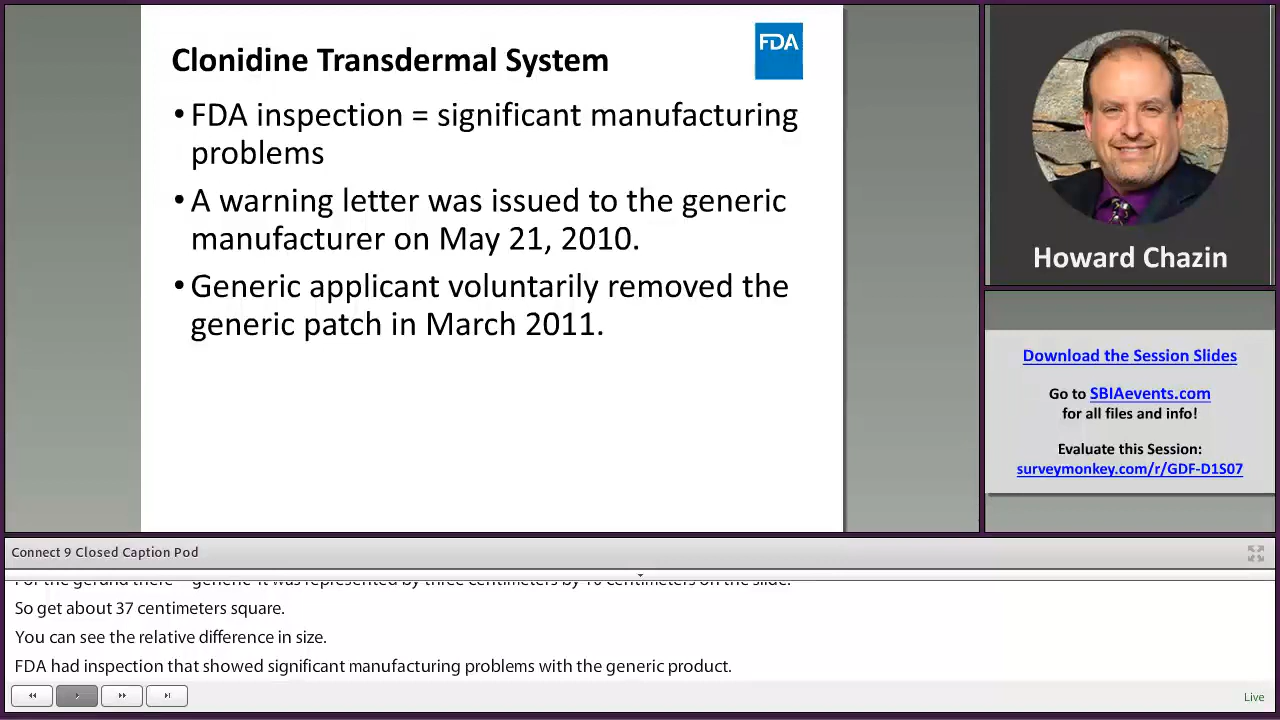 Clonidine Transdermal System
FDA
• FDA inspection = significant manufacturing
problems
• A warning letter was issued to the generic
manufacturer on May 21, 2010.
• Generic applicant voluntarily removed the
generic patch in March 2011.
Howard Chazin
Download the Session Slides
Go to SBIAevents.com
for all files and info!
Evaluate this Session:
surveymonkey.com/r/GDF-D1S07
Connect 9 Closed Caption Pod
So get about 37 centimeters square.
You can see the relative difference in size.
FDA had inspection that showed significant manufacturing problems with the generic product.
Live